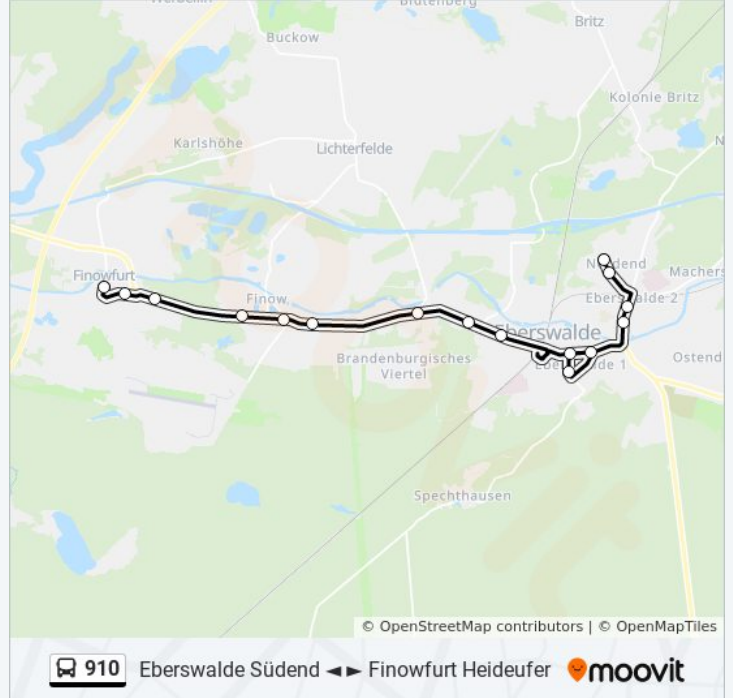 Britz
Buckow
Kolonie Britz
Karlshöhe
Lichterfelde
Nordend
Finowfurt
Machers
Finow
Eberswalde 2
Eberswalde
Brandenburgisches
Viertel
Eberswalde 1
Ostend
Spechthausen
© OpenStreetMap contributors | © OpenMapTiles
910 Eberswalde Südend ◄ ► Finowfurt Heideufer moovit